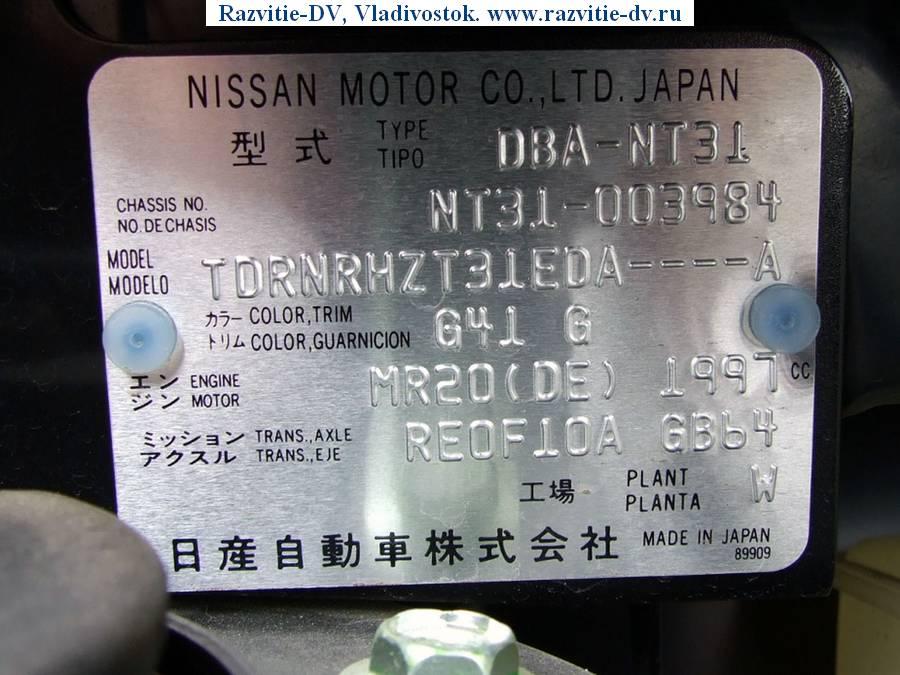 Razvitie-DV, Vladivostok. www.razvitie-dv.ru
NISSAN MOTOR CO.,LTD. JAPAN
型式 TYPE TIPO DBA-NT31
CHASSIS NO. NO.DE CHASIS NT31-003984
MODEL MODELO TDRNRHZT31EDA----A
カラー COLOR,TRIM
トリム COLOR,GUARNICION G41 G
エン ENGINE
ジン MOTOR MR20(DE) 1997 CC
ミッション TRANS.,AXLE
アクスル TRANS.,EJE RE0F10A GB64
工場 PLANT PLANTA W
日産自動車株式会社 MADE IN JAPAN
89909